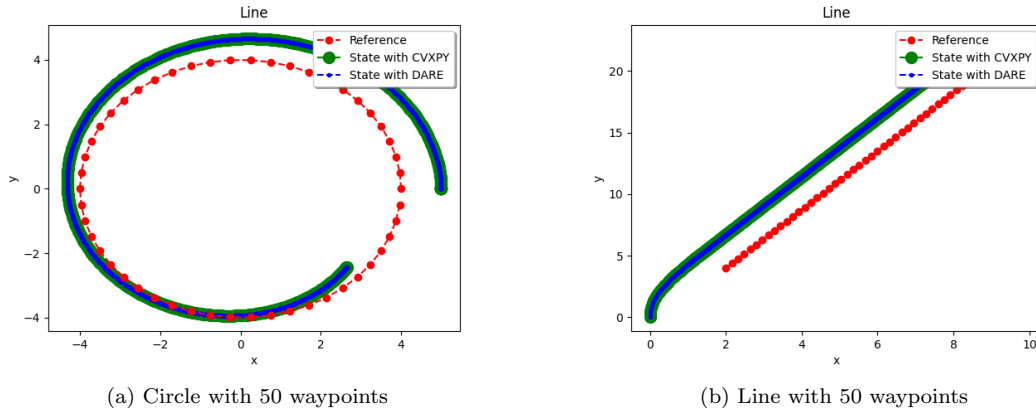 Line
Reference
State with CVXPY
State with DARE
4
2
0
−2
−4
y
−4 −2 0 2 4
x
(a) Circle with 50 waypoints
Line
Reference
State with CVXPY
State with DARE
20
15
10
5
0
y
0 2 4 6 8 10
x
(b) Line with 50 waypoints